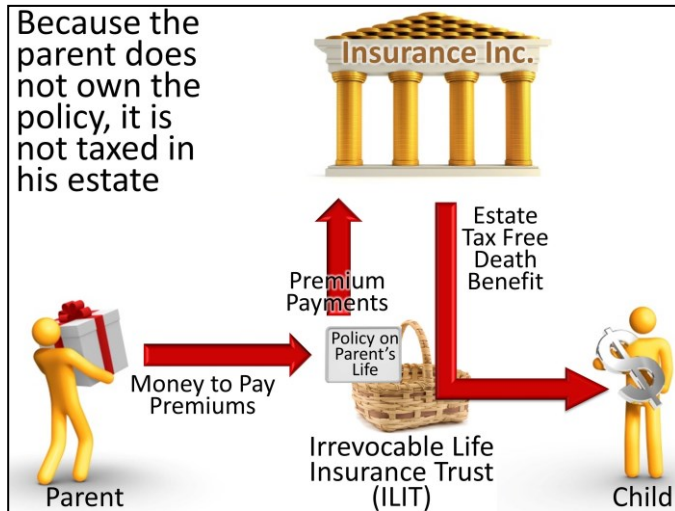 Because the
parent does
not own the
policy, it is
not taxed in
his estate
Insurance Inc.
Estate
Tax Free
Death
Benefit
Premium
Payments
Policy on
Parent's
Life
Money to Pay
Premiums
Irrevocable Life
Insurance Trust
(ILIT)
Parent
Child